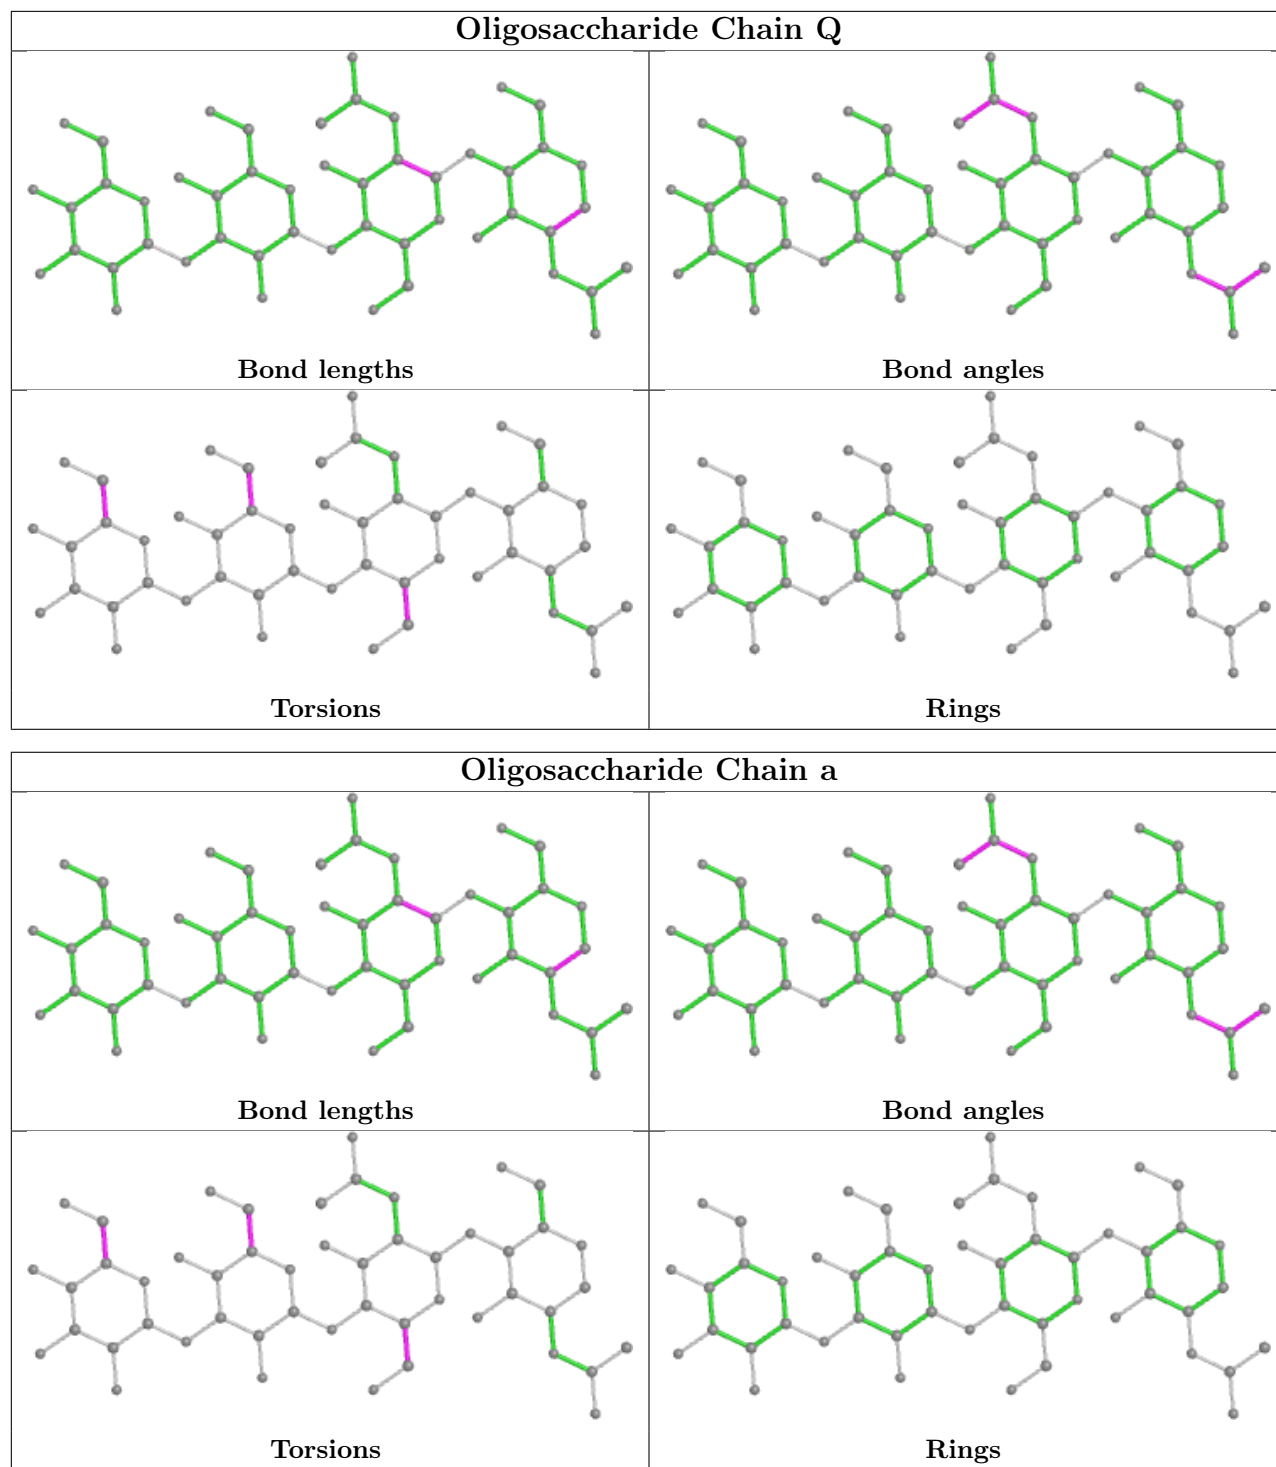 Oligosaccharide Chain Q
Bond lengths
Bond angles
Torsions
Rings
Oligosaccharide Chain a
Bond lengths
Bond angles
Torsions
Rings